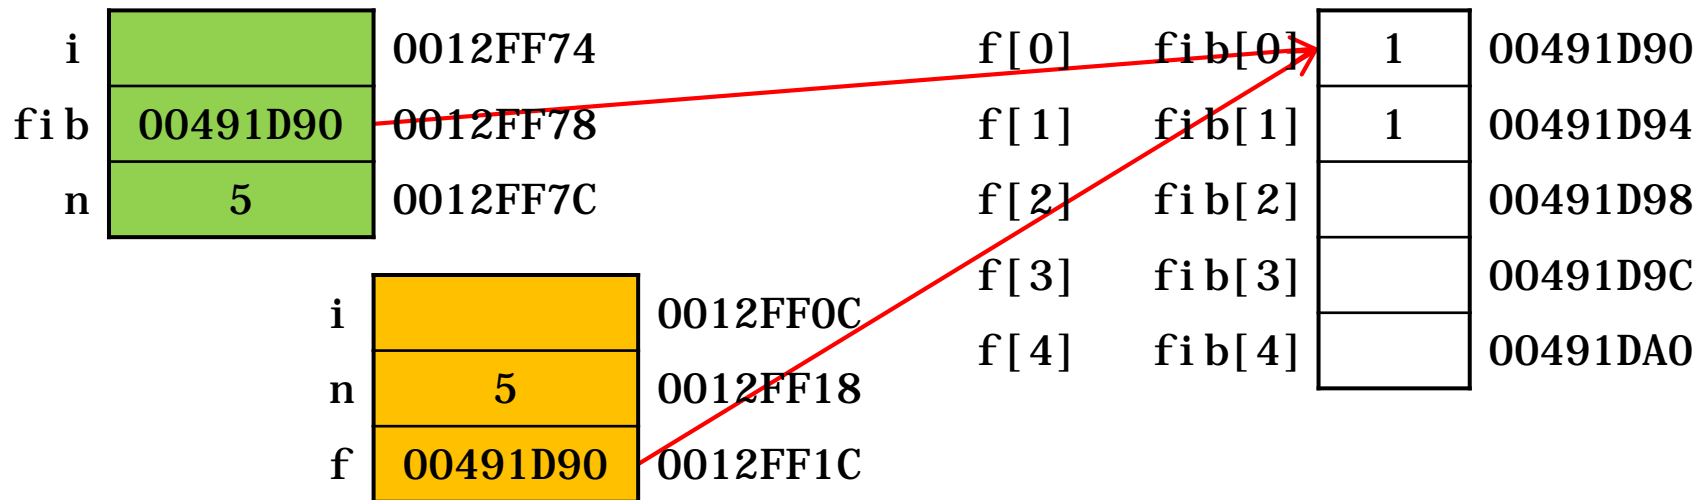 i 0012FF74 f[0] fib[0] 1 00491D90
fib 00491D90 0012FF78 f[1] fib[1] 1 00491D94
n 5 0012FF7C f[2] fib[2] 00491D98
f[3] fib[3] 00491D9C
i 0012FF0C
f[4] fib[4] 00491DA0
n 5 0012FF18
f 00491D90 0012FF1C